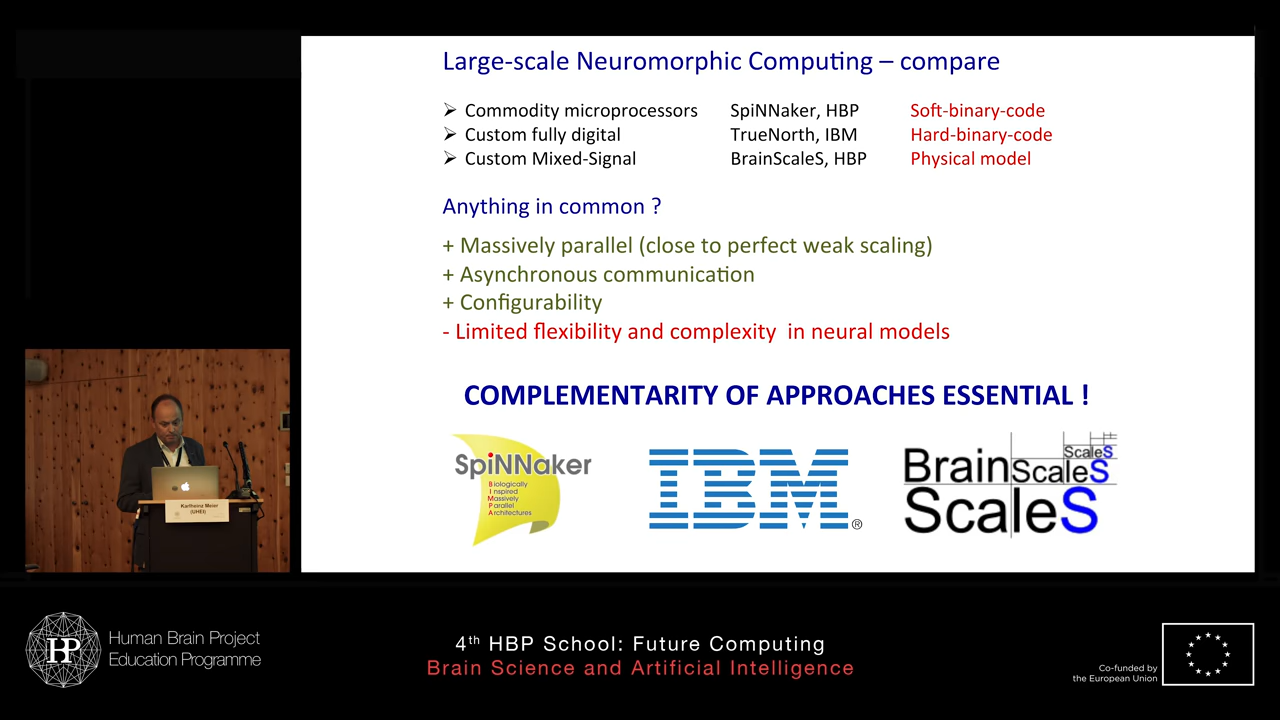 Large-scale Neuromorphic Computing – compare
➢ Commodity microprocessors SpiNNaker, HBP Soft-binary-code
➢ Custom fully digital TrueNorth, IBM Hard-binary-code
➢ Custom Mixed-Signal BrainScaleS, HBP Physical model
Anything in common ?
+ Massively parallel (close to perfect weak scaling)
+ Asynchronous communication
+ Configurability
- Limited flexibility and complexity in neural models
COMPLEMENTARITY OF APPROACHES ESSENTIAL !
SpiNNaker
Biologically
Inspired
Massively
Parallel
Architectures
IBM®
BrainScaleS
ScaleS
ScaleS
Karlheinz Meier
(UHEI)
HBP
Human Brain Project
Education Programme
4th HBP School: Future Computing
Brain Science and Artificial Intelligence
Co-funded by
the European Union